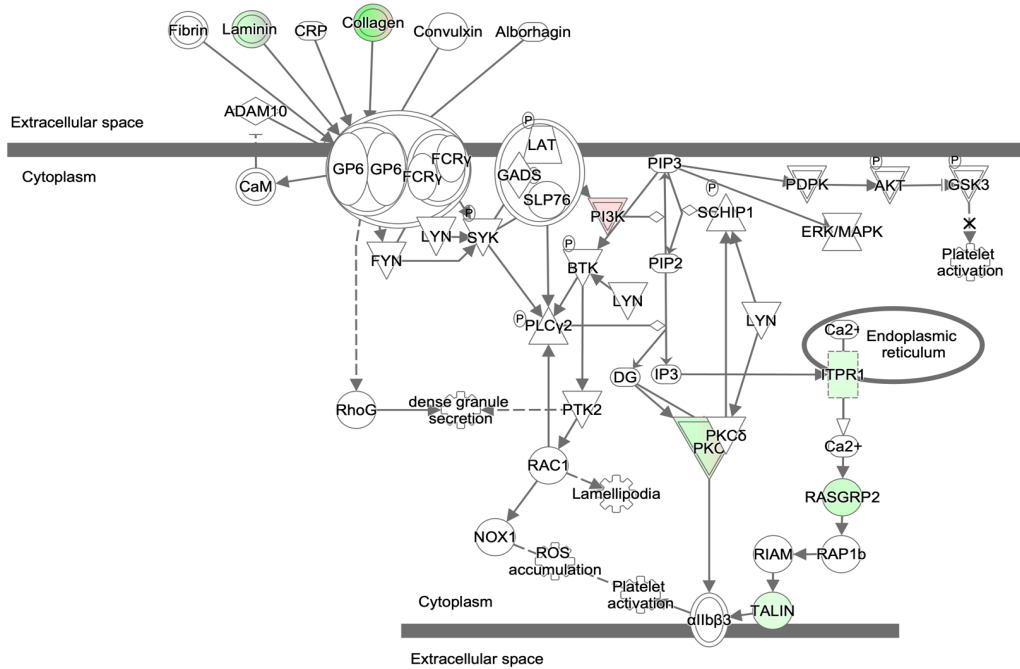 Fibrin
Laminin
CRP
Collagen
Convulxin
Alborhagin
ADAM10
Extracellular space
Cytoplasm
CaM
GP6
GP6
FCRγ
FCRγ
P
LAT
GADS
SLP76
PIP3
P
SCHIP1
PDPK
P
AKT
P
GSK3
ERK/MAPK
Platelet
activation
PI3K
LYN
P
SYK
FYN
P
BTK
PIP2
LYN
LYN
P
PLCγ2
Ca2+
Endoplasmic
reticulum
ITPR1
DG
IP3
RhoG
dense granule
secretion
PTK2
PKCδ
PKC
Ca2+
RAC1
Lamellipodia
RASGRP2
NOX1
ROS
accumulation
RIAM
RAP1b
Platelet
activation
Cytoplasm
αIIbβ3
TALIN
Extracellular space